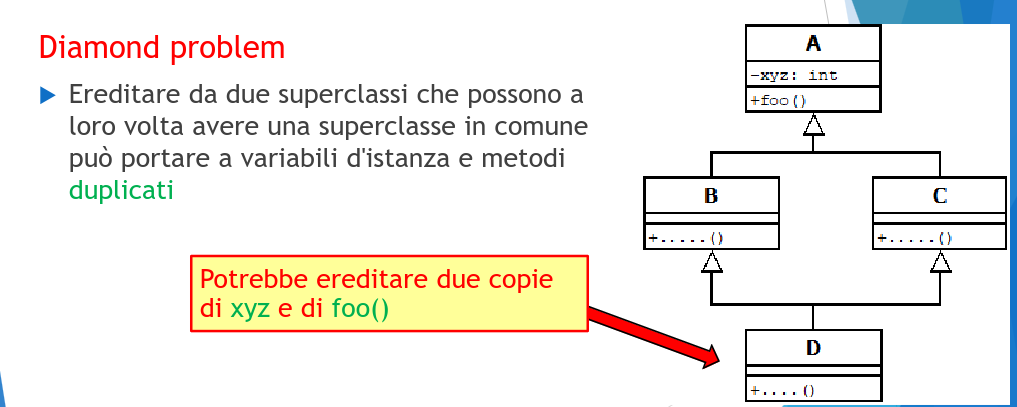 Diamond problem
Ereditare da due superclassi che possono a
loro volta avere una superclasse in comune
può portare a variabili d'istanza e metodi
duplicati
Potrebbe ereditare due copie
di xyz e di foo()
A
-xyz: int
+foo()
B
+.....()
C
+.....()
D
+....()